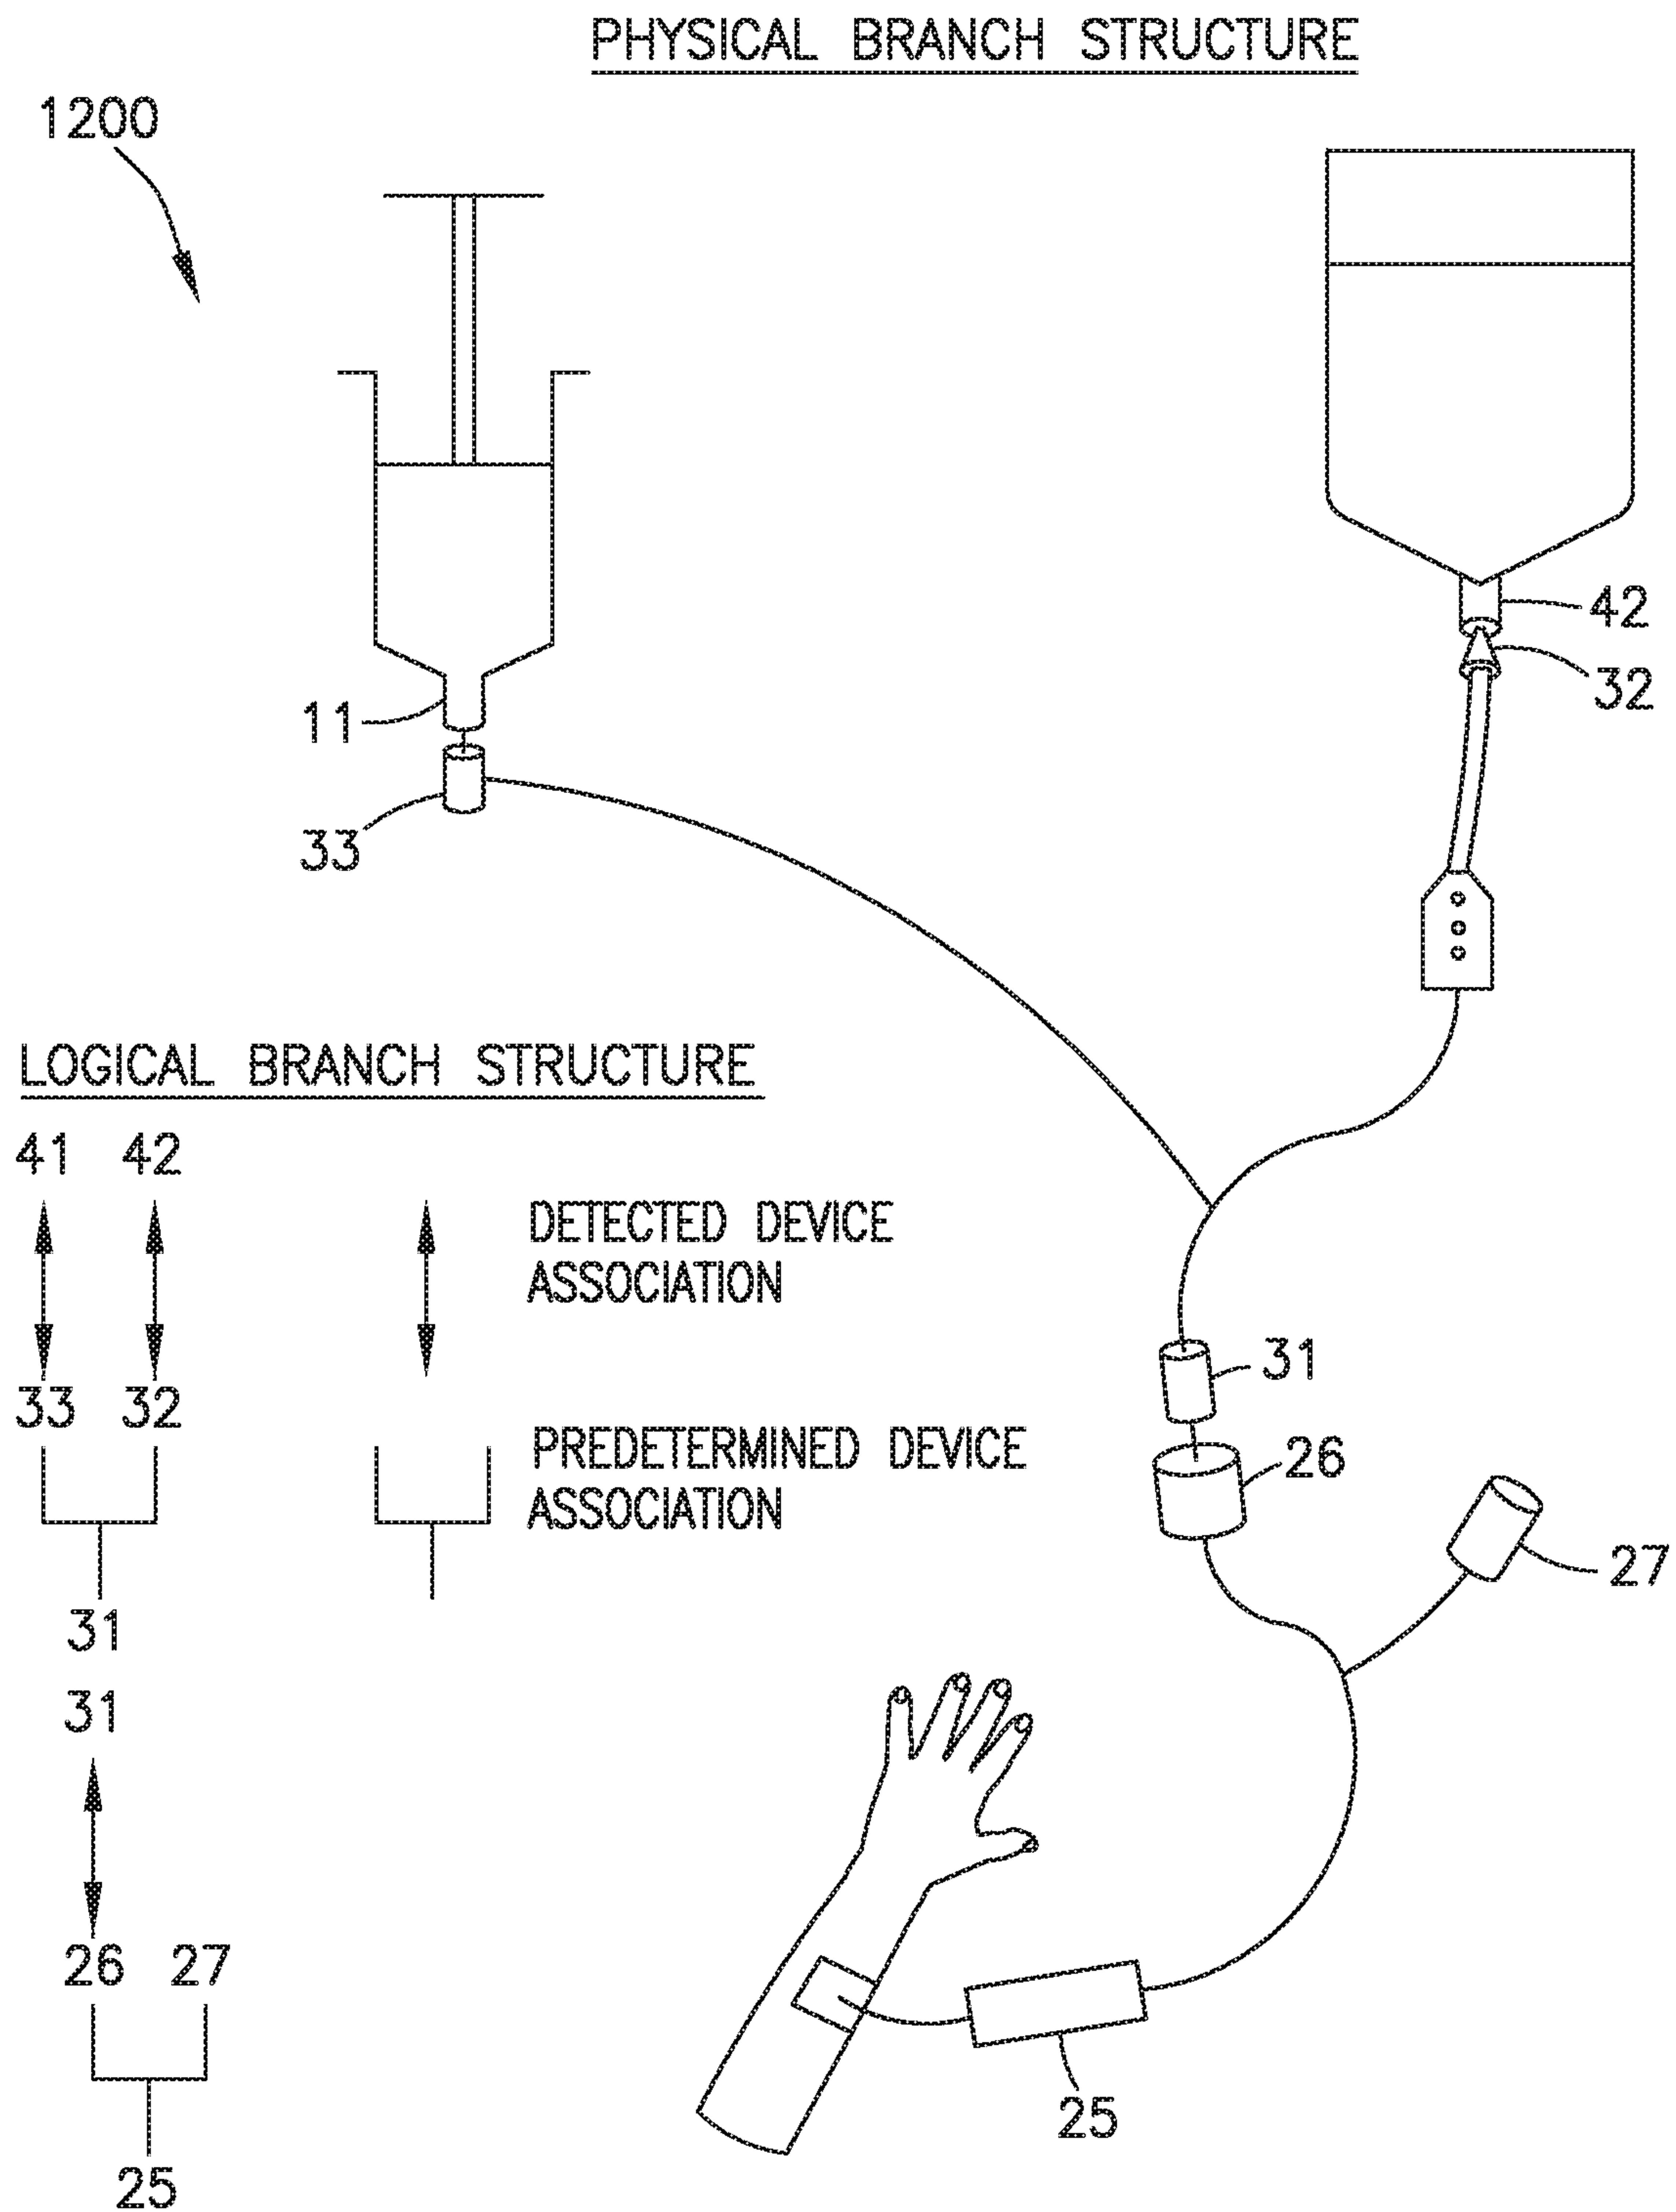 PHYSICAL BRANCH STRUCTURE
1200
42
32
11
33
LOGICAL BRANCH STRUCTURE
41 42
DETECTED DEVICE
ASSOCIATION
31
33 32
PREDETERMINED DEVICE
ASSOCIATION
26
27
31
31
26 27
25
25